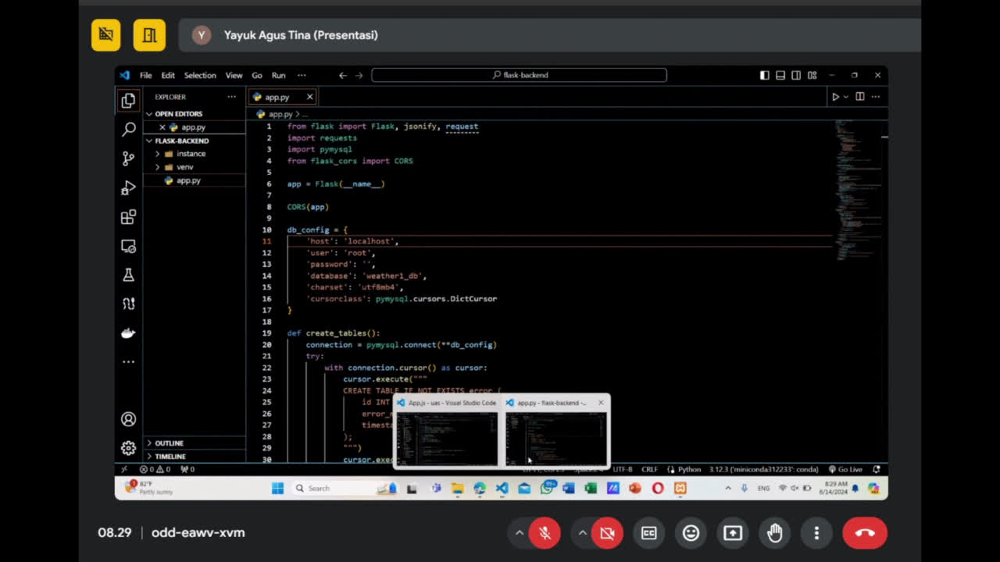 Y Yayuk Agus Tina (Presentasi)
File Edit Selection View Go Run ··· flask-backend
EXPLORER ··· app.py
OPEN EDITORS app.py > ...
app.py
FLASK-BACKEND
instance
venv
app.py
1 from flask import Flask, jsonify, request
2 import requests
3 import pymysql
4 from flask_cors import CORS
5
6 app = Flask(__name__)
7
8 CORS(app)
9
10 db_config = {
11 'host': 'localhost',
12 'user': 'root',
13 'password': '',
14 'database': 'weather1_db',
15 'charset': 'utf8mb4',
16 'cursorclass': pymysql.cursors.DictCursor
17 }
18
19 def create_tables():
20 connection = pymysql.connect(**db_config)
21 try:
22 with connection.cursor() as cursor:
23 cursor.execute("""
24 CREATE TABLE IF NOT EXISTS error (
25 id INT
26
27
28 );
29 """)
30
App.js - uas - Visual Studio Code
app.py - flask-backend -...
OUTLINE
TIMELINE
0 0 0 UTF-8 CRLF Python 3.12.3 ('miniconda312233': conda) Go Live
1 82°F
Partly sunny
Search
99+
ENG
8:29 AM
6/14/2024
08.29 | odd-eawv-xvm
CC